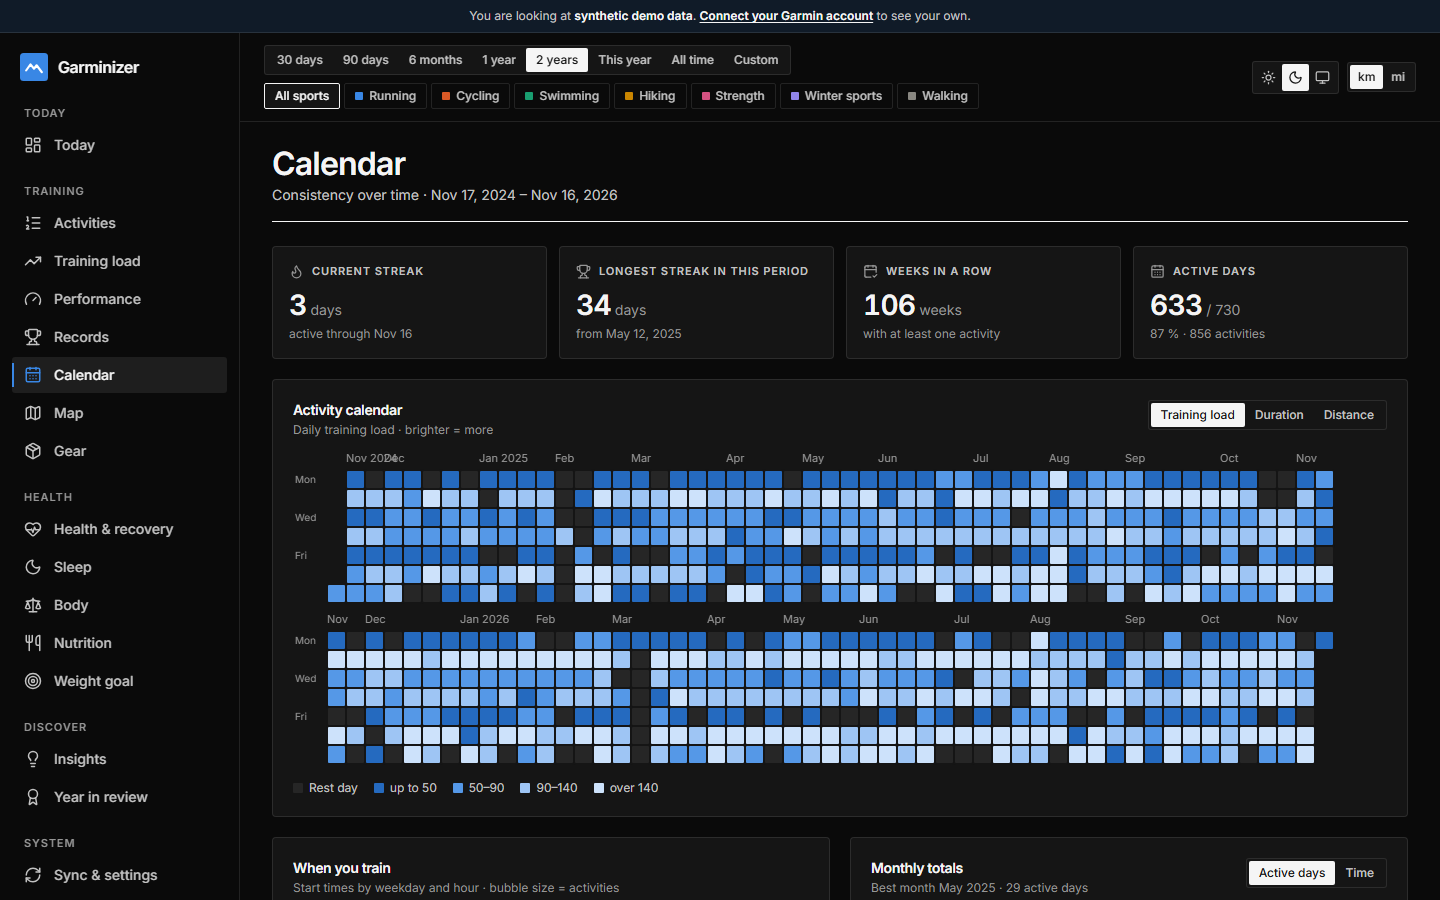 You are looking at synthetic demo data. Connect your Garmin account to see your own.
Garminizer
TODAY
Today
TRAINING
Activities
Training load
Performance
Records
Calendar
Map
Gear
HEALTH
Health & recovery
Sleep
Body
Nutrition
Weight goal
DISCOVER
Insights
Year in review
SYSTEM
Sync & settings
30 days 90 days 6 months 1 year 2 years This year All time Custom
All sports Running Cycling Swimming Hiking Strength Winter sports Walking
km mi
Calendar
Consistency over time · Nov 17, 2024 – Nov 16, 2026
CURRENT STREAK
3 days
active through Nov 16
LONGEST STREAK IN THIS PERIOD
34 days
from May 12, 2025
WEEKS IN A ROW
106 weeks
with at least one activity
ACTIVE DAYS
633 / 730
87 % · 856 activities
Activity calendar
Daily training load · brighter = more
Training load Duration Distance
Nov 2024 Dec Jan 2025 Feb Mar Apr May Jun Jul Aug Sep Oct Nov
Mon
Wed
Fri
Nov Dec Jan 2026 Feb Mar Apr May Jun Jul Aug Sep Oct Nov
Mon
Wed
Fri
Rest day up to 50 50–90 90–140 over 140
When you train
Start times by weekday and hour · bubble size = activities
Monthly totals
Best month May 2025 · 29 active days
Active days Time